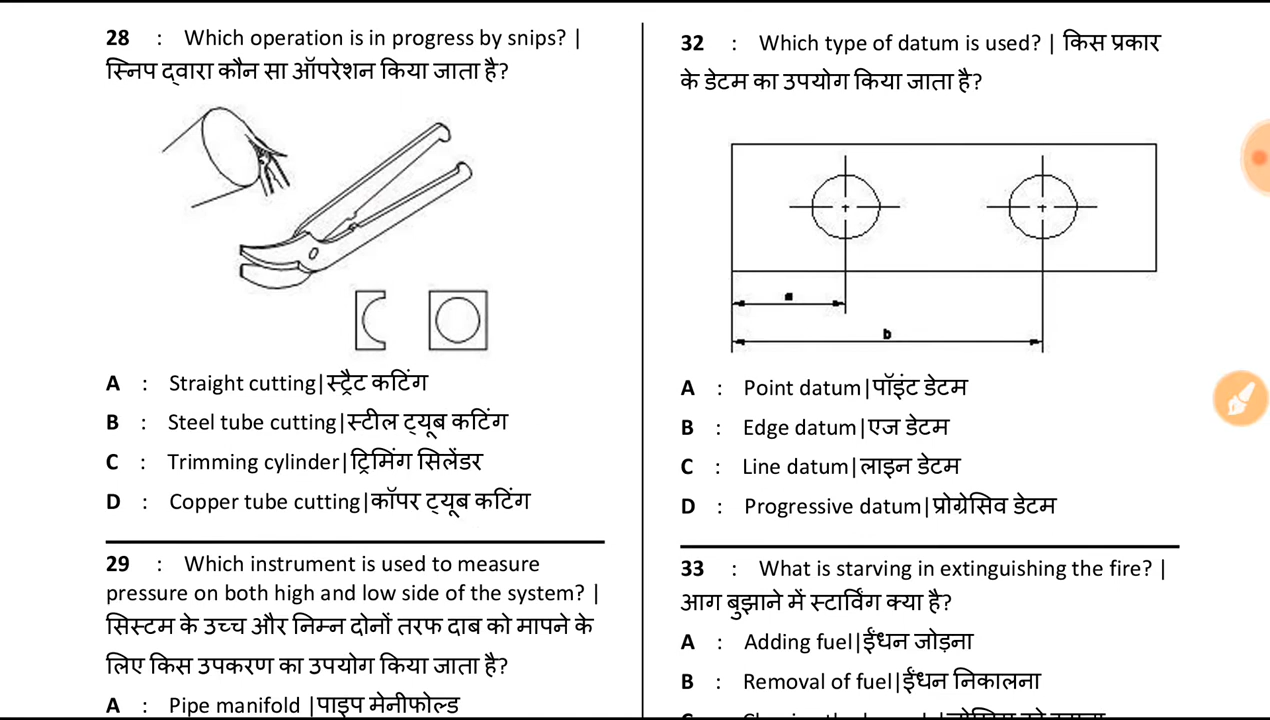 28 : Which operation is in progress by snips? |
स्निप द्वारा कौन सा ऑपरेशन किया जाता है?
A : Straight cutting|स्ट्रैट कटिंग
B : Steel tube cutting|स्टील ट्यूब कटिंग
C : Trimming cylinder|ट्रिमिंग सिलेंडर
D : Copper tube cutting|कॉपर ट्यूब कटिंग
29 : Which instrument is used to measure
pressure on both high and low side of the system? |
सिस्टम के उच्च और निम्न दोनों तरफ दाब को मापने के
लिए किस उपकरण का उपयोग किया जाता है?
A : Pipe manifold |पाइप मेनीफोल्ड
32 : Which type of datum is used? | किस प्रकार
के डेटम का उपयोग किया जाता है?
a
b
A : Point datum|पॉइंट डेटम
B : Edge datum|एज डेटम
C : Line datum|लाइन डेटम
D : Progressive datum|प्रोग्रेसिव डेटम
33 : What is starving in extinguishing the fire? |
आग बुझाने में स्टार्विंग क्या है?
A : Adding fuel|ईंधन जोड़ना
B : Removal of fuel|ईंधन निकालना